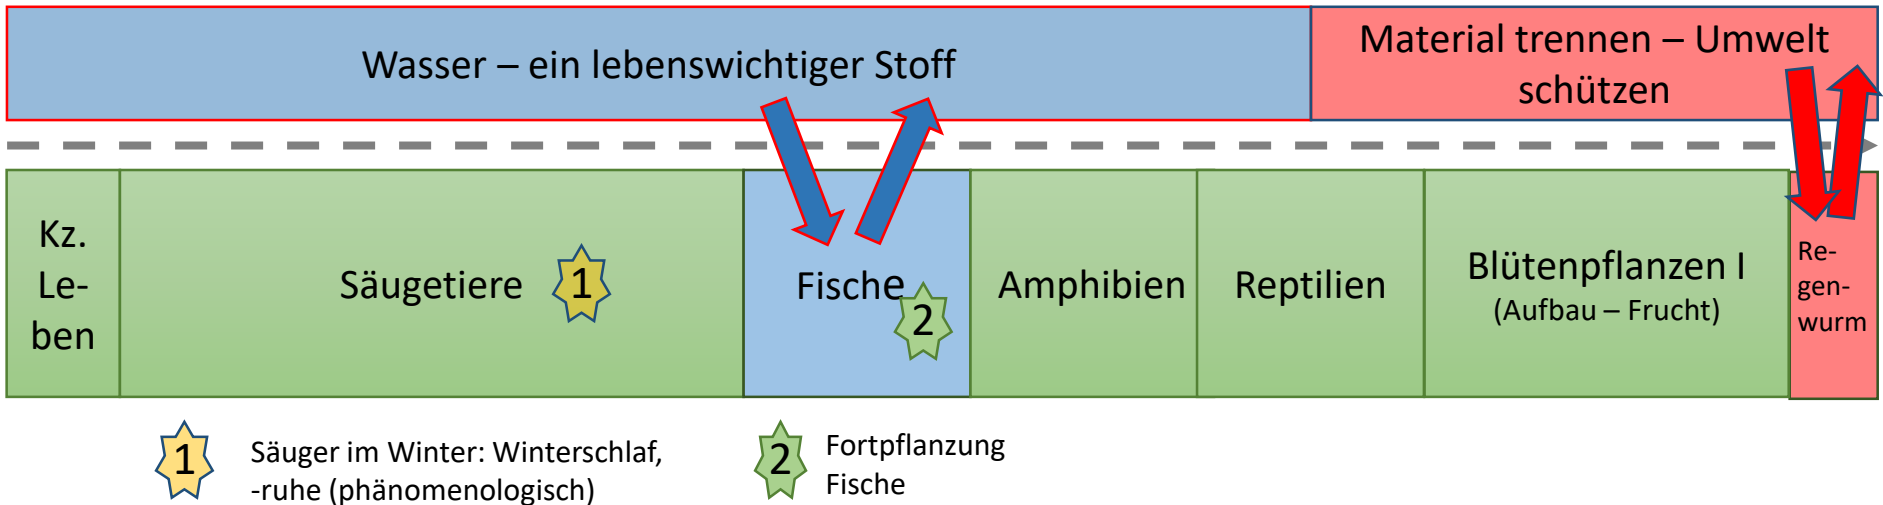 Wasser – ein lebenswichtiger Stoff
Material trennen – Umwelt
schützen
Kz.
Le-
ben
Säugetiere
1
Fische
2
Amphibien
Reptilien
Blütenpflanzen I
(Aufbau – Frucht)
Re-
gen-
wurm
1
Säuger im Winter: Winterschlaf,
-ruhe (phänomenologisch)
2
Fortpflanzung
Fische